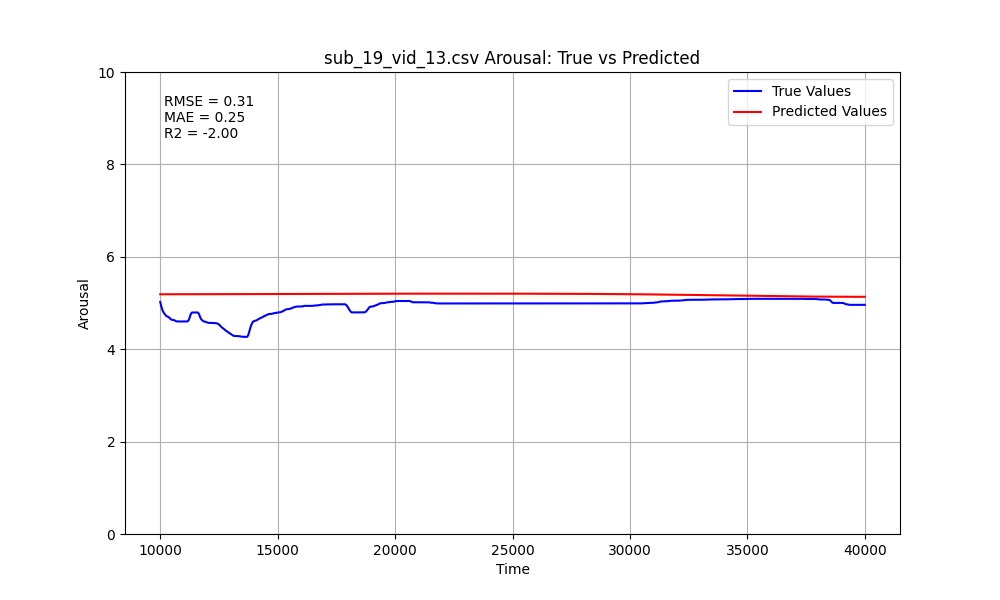 sub_19_vid_13.csv Arousal: True vs Predicted
RMSE = 0.31
MAE = 0.25
R2 = -2.00
True Values
Predicted Values
Arousal
10
8
6
4
2
0
10000 15000 20000 25000 30000 35000 40000
Time